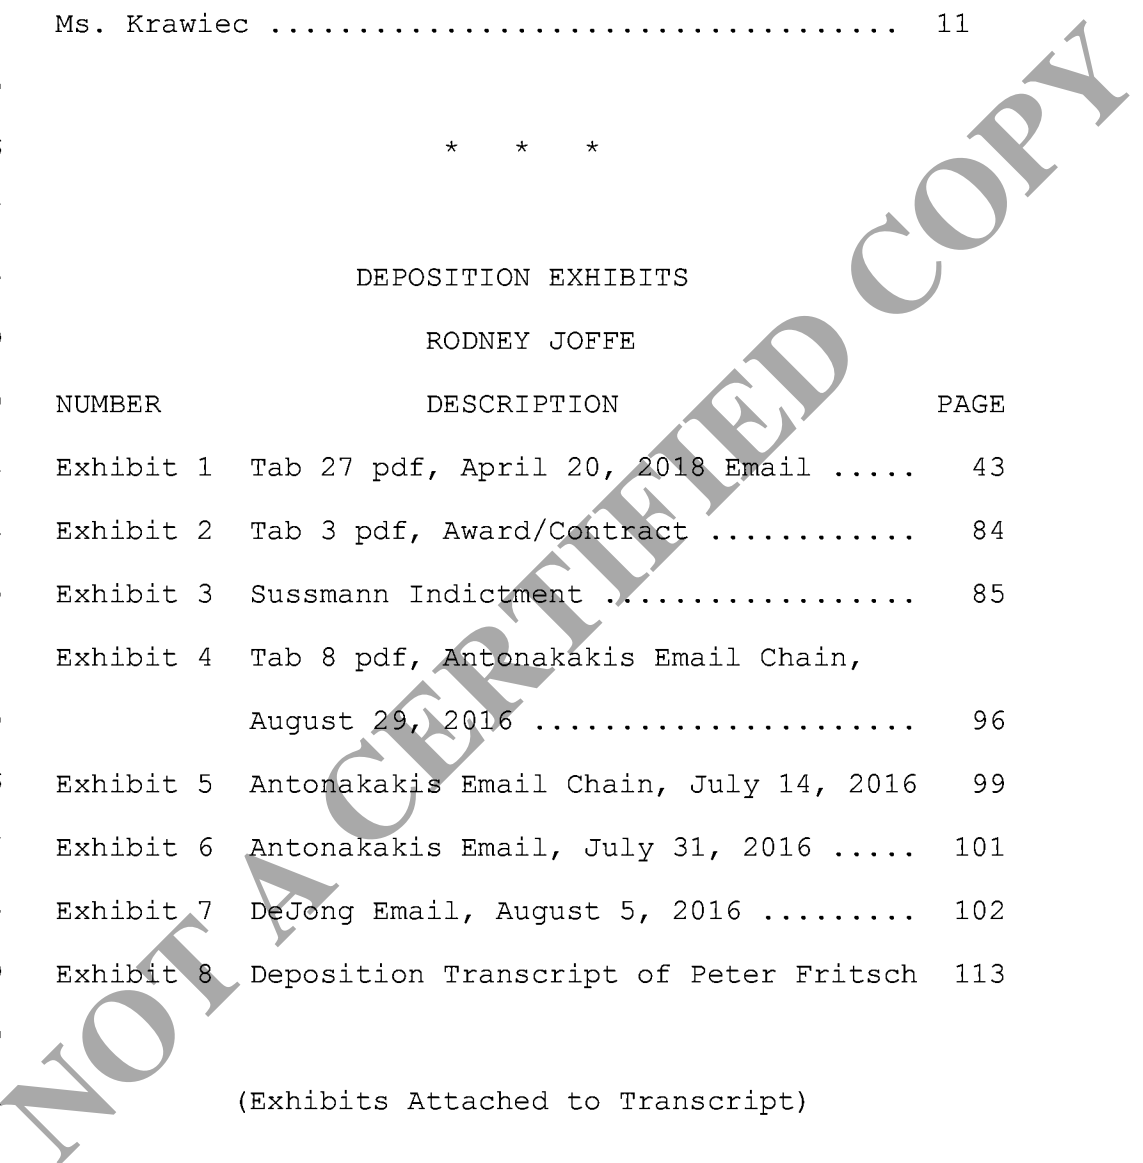 Ms. Krawiec .................................... 11
* * *
DEPOSITION EXHIBITS
RODNEY JOFFE
NUMBER DESCRIPTION PAGE
Exhibit 1 Tab 27 pdf, April 20, 2018 Email ..... 43
Exhibit 2 Tab 3 pdf, Award/Contract ............ 84
Exhibit 3 Sussmann Indictment .................. 85
Exhibit 4 Tab 8 pdf, Antonakakis Email Chain,
August 29, 2016 ...................... 96
Exhibit 5 Antonakakis Email Chain, July 14, 2016 99
Exhibit 6 Antonakakis Email, July 31, 2016 ..... 101
Exhibit 7 DeJong Email, August 5, 2016 ......... 102
Exhibit 8 Deposition Transcript of Peter Fritsch 113
(Exhibits Attached to Transcript)
NOT A CERTIFIED COPY